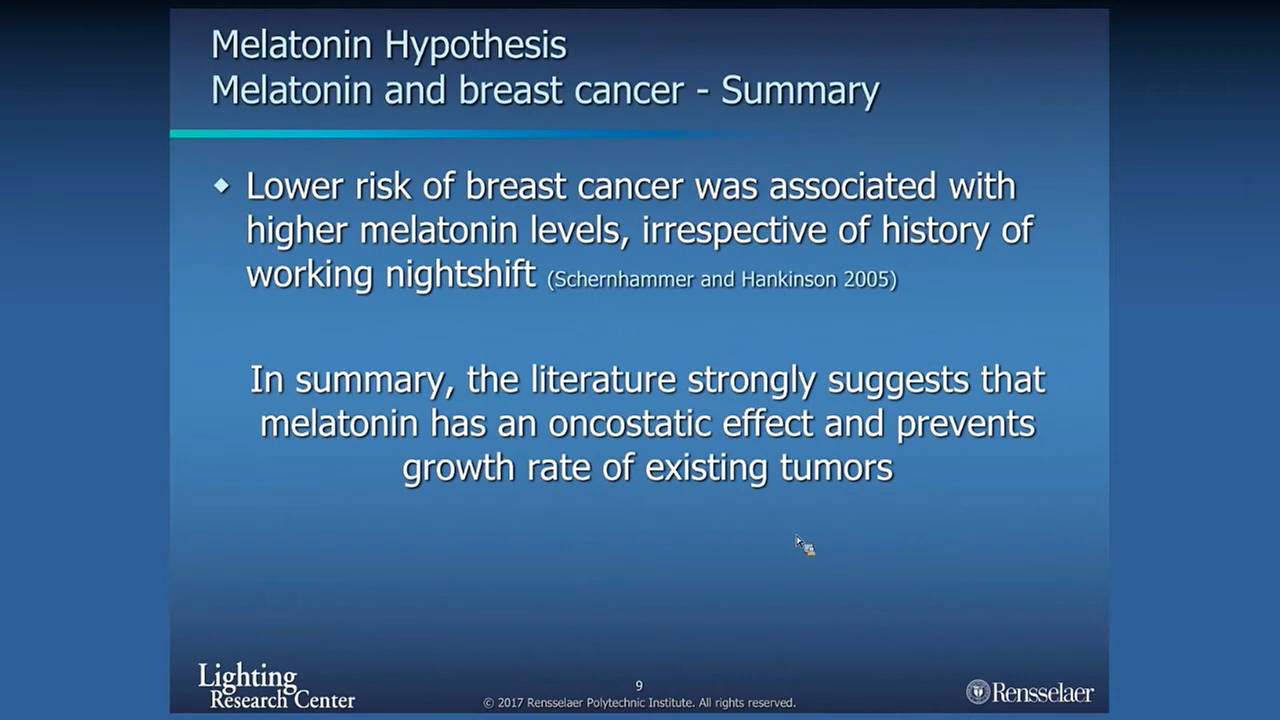 Melatonin Hypothesis
Melatonin and breast cancer - Summary
Lower risk of breast cancer was associated with
higher melatonin levels, irrespective of history of
working nightshift (Schernhammer and Hankinson 2005)
In summary, the literature strongly suggests that
melatonin has an oncostatic effect and prevents
growth rate of existing tumors
Lighting
Research Center
9
© 2017 Rensselaer Polytechnic Institute. All rights reserved.
Rensselaer